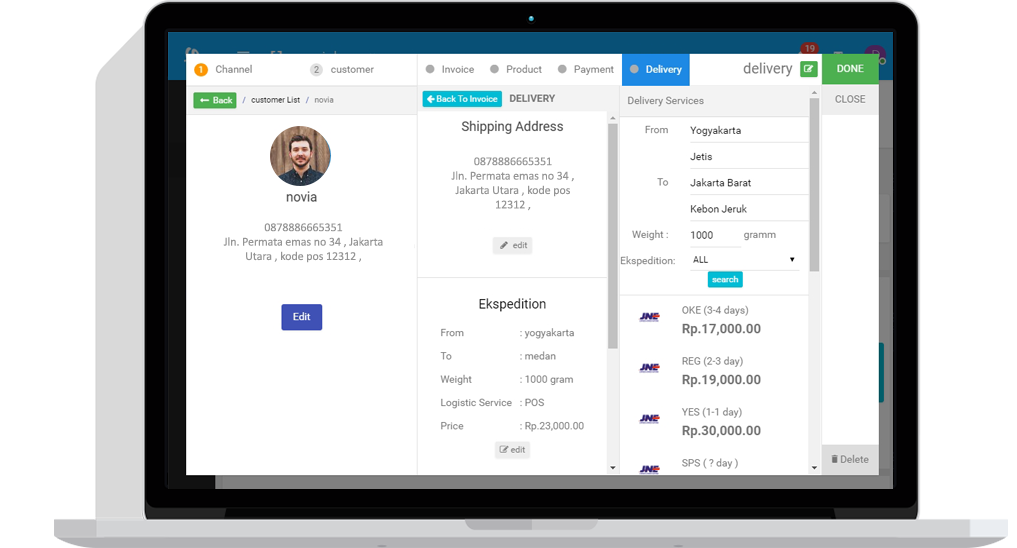 19
1 Channel
2 customer
Invoice
Product
Payment
Delivery
delivery
DONE
Back / customer List / novia
novia
0878886665351
Jln. Permata emas no 34 , Jakarta
Utara , kode pos 12312 ,
Edit
Back To Invoice DELIVERY
Shipping Address
0878886665351
Jln. Permata emas no 34 ,
Jakarta Utara , kode pos
12312 ,
edit
Ekspedition
From : yogyakarta
To : medan
Weight : 1000 gram
Logistic Service : POS
Price : Rp.23,000.00
edit
Delivery Services
From Yogyakarta
Jetis
To Jakarta Barat
Kebon Jeruk
Weight : 1000 gramm
Ekspedition: ALL
search
JNE OKE (3-4 days)
Rp.17,000.00
JNE REG (2-3 day)
Rp.19,000.00
JNE YES (1-1 day)
Rp.30,000.00
JNE SPS ( ? day )
CLOSE
Delete